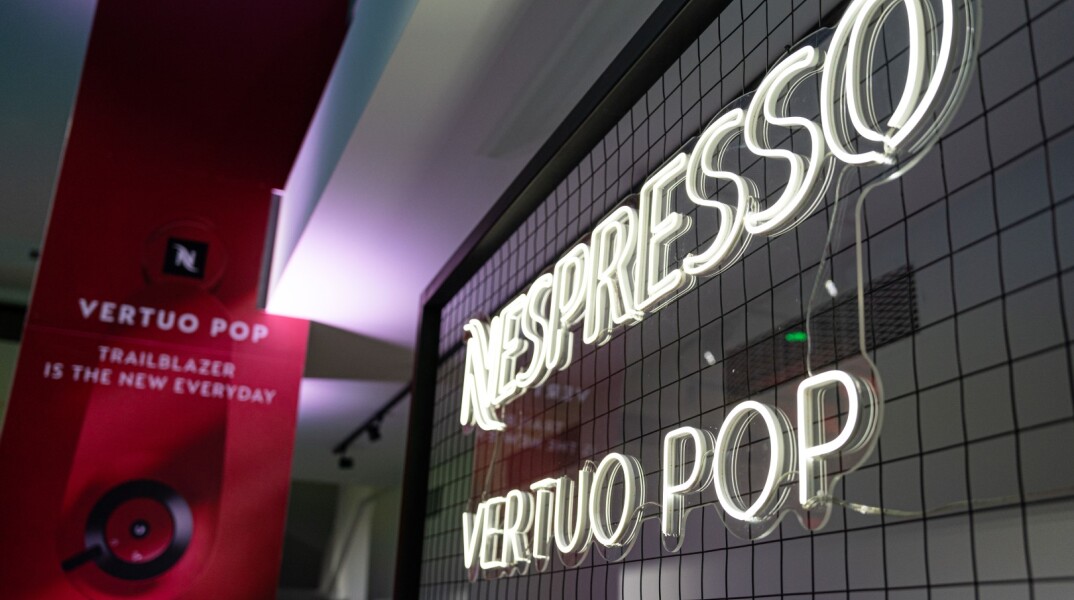 VERTUO POP
TRAILBLAZER
IS THE NEW EVERYDAY
NESPRESSO
VERTUO POP